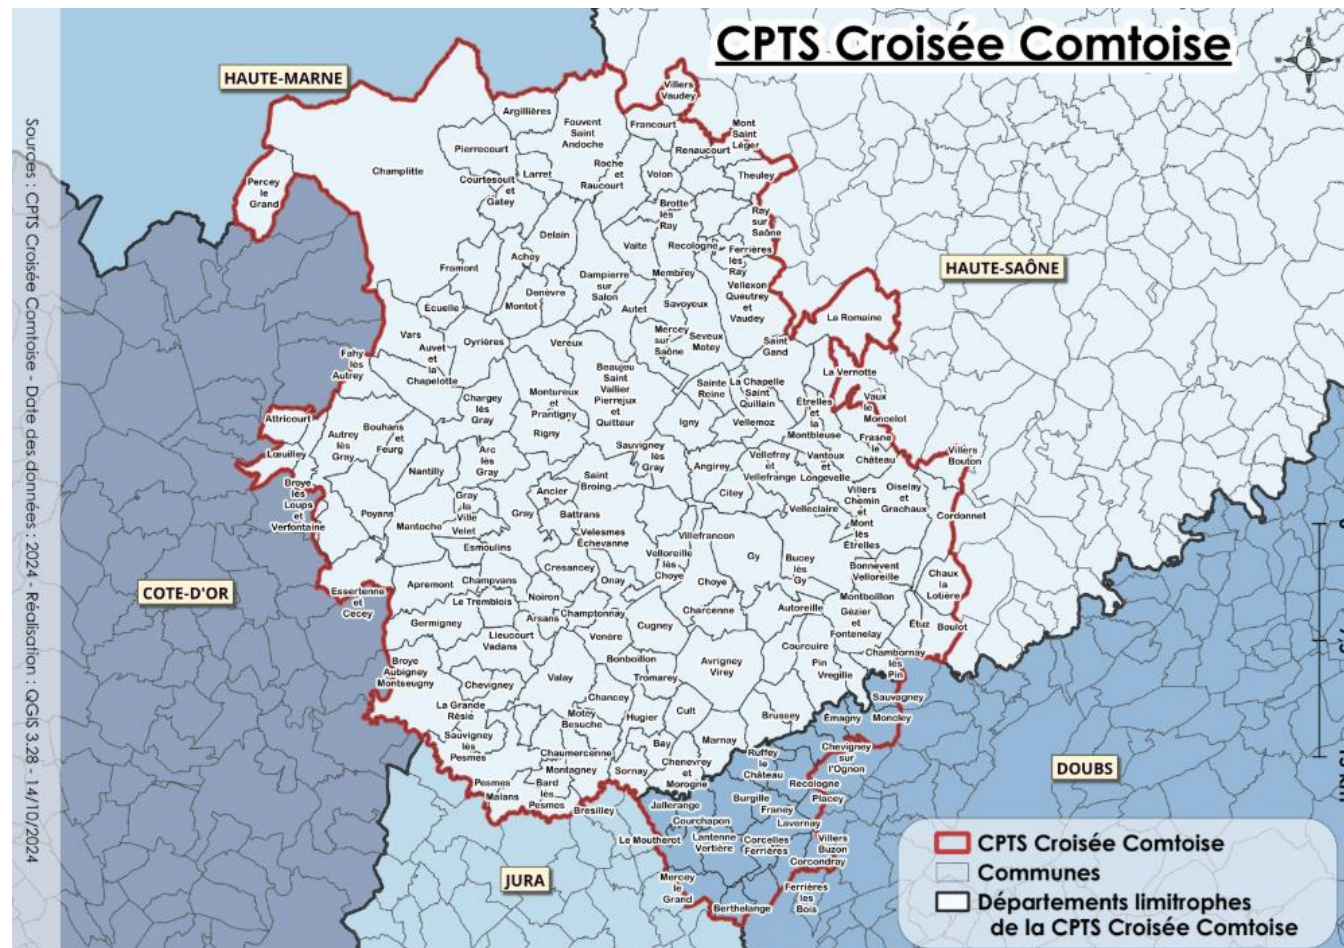 CPTS Croisée Comtoise
HAUTE-MARNE
Villers
Vaudey
Argillières
Fouvent
Saint
Andoche
Francourt
Mont
Saint
Léger
Renaucourt
Pierrecourt
Champlitte
Percey
le
Grand
Courtesoult
et
Gatey
Larret
Roche
et
Raucourt
Volon
Theuley
Brotte
lès
Ray
Ray
sur
Saône
Delain
Vaite
Recologne
Ferrières
lès
Ray
Achey
Framont
Dampierre
sur
Salon
Membrey
Vellexon
Queutrey
et
Vaudey
HAUTE-SAÔNE
Denèvre
Montot
Écuelle
Autet
Savoyeux
La Romaine
Vars
Auvet
et
la
Chapelotte
Oyrières
Vereux
Mercey
sur
Saône
Seveux
Motey
Saint
Gand
Fahy
lès
Autrey
Beaujeu
Saint
Vallier
Pierrejux
et
Quitteur
La Vernotte
Sainte
Reine
La Chapelle
Saint
Quillain
Chargey
lès
Gray
Montureux
et
Prantigny
Étrelles
et
la
Montbleuse
Vaux
le
Moncelot
Attricourt
Autrey
lès
Gray
Bouhans
et
Feurg
Rigny
Igny
Vellemoz
Frasne
le
Château
Lœuilley
Arc
lès
Gray
Sauvigney
lès
Gray
Vellefrey
et
Vellefrange
Vantoux
et
Longevelle
Villers
Bouton
Nantilly
Angirey
Broye
les
Loups
et
Verfontaine
Saint
Broing
Ancier
Citey
Villers
Chemin
et
Mont
lès
Étrelles
Oiselay
et
Grachaux
Gray
la
Ville
Velet
Gray
Battrans
Velleclaire
Cordonnet
Poyans
Mantoche
Velesmes
Échevanne
Villefrancon
Esmoulins
Velloreille
lès
Choye
Gy
Bucey
lès
Gy
COTE-D'OR
Essertenne
et
Cecey
Apremont
Champvans
Cresancey
Onay
Choye
Bonnevent
Velloreille
Chaux
la
Lotière
Le Tremblois
Noiron
Montboillon
Germigney
Arsans
Champtonnay
Cugney
Charcenne
Autoreille
Gézier
et
Fontenelay
Étuz
Boulot
Lieucourt
Vadans
Venère
Courcuire
Chambornay
lès
Pin
Broye
Aubigney
Montseugny
Bonboillon
Tromarey
Avrigney
Virey
Pin
Vregille
Chevigney
Valay
Chancey
Sauvagney
La Grande
Résie
Motey
Besuche
Hugier
Cult
Brussey
Émagny
Moncley
Sauvigney
lès
Pesmes
Chaumercenne
Bay
Marnay
Ruffey
le
Château
Chevigney
sur
l'Ognon
Montagney
Sornay
Chenevrey
et
Morogne
DOUBS
Pesmes
Malans
Bard
lès
Pesmes
Bresilley
Recologne
Placey
Jallerange
Burgille
Franey
Courchapon
Lavernay
Le Moutherot
Lantenne
Vertière
Corcelles
Ferrières
Villers
Buzon
Corcondray
JURA
Mercey
le
Grand
Ferrières
les
Bois
Berthelange
CPTS Croisée Comtoise
Communes
Départements limitrophes
de la CPTS Croisée Comtoise
Sources : CPTS Croisée Comtoise - Date des données : 2024 - Réalisation : QGIS 3.28 - 14/10/2024